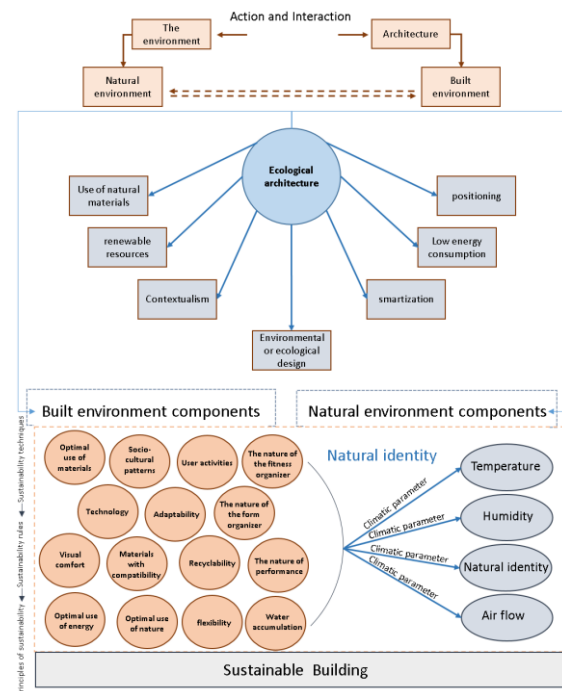 Action and Interaction
The
environment
Architecture
Natural
environment
Built
environment
Ecological
architecture
Use of natural
materials
positioning
renewable
resources
Low energy
consumption
Contextualism
smartization
Environmental
or ecological
design
Built environment components
Natural environment components
Optimal
use of
materials
Socio-
cultural
patterns
User activities
The nature
of the fitness
organizer
Technology
Adaptability
The nature of
the form
organizer
Visual
comfort
Materials
with
compatibility
Recyclability
The nature of
performance
Optimal use
of energy
Optimal use
of nature
flexibility
Water
accumulation
Natural identity
Climatic parameter
Climatic parameter
Climatic parameter
Climatic parameter
Temperature
Humidity
Natural identity
Air flow
Principles of sustainability
Sustainability rules
Sustainability techniques
Sustainable Building